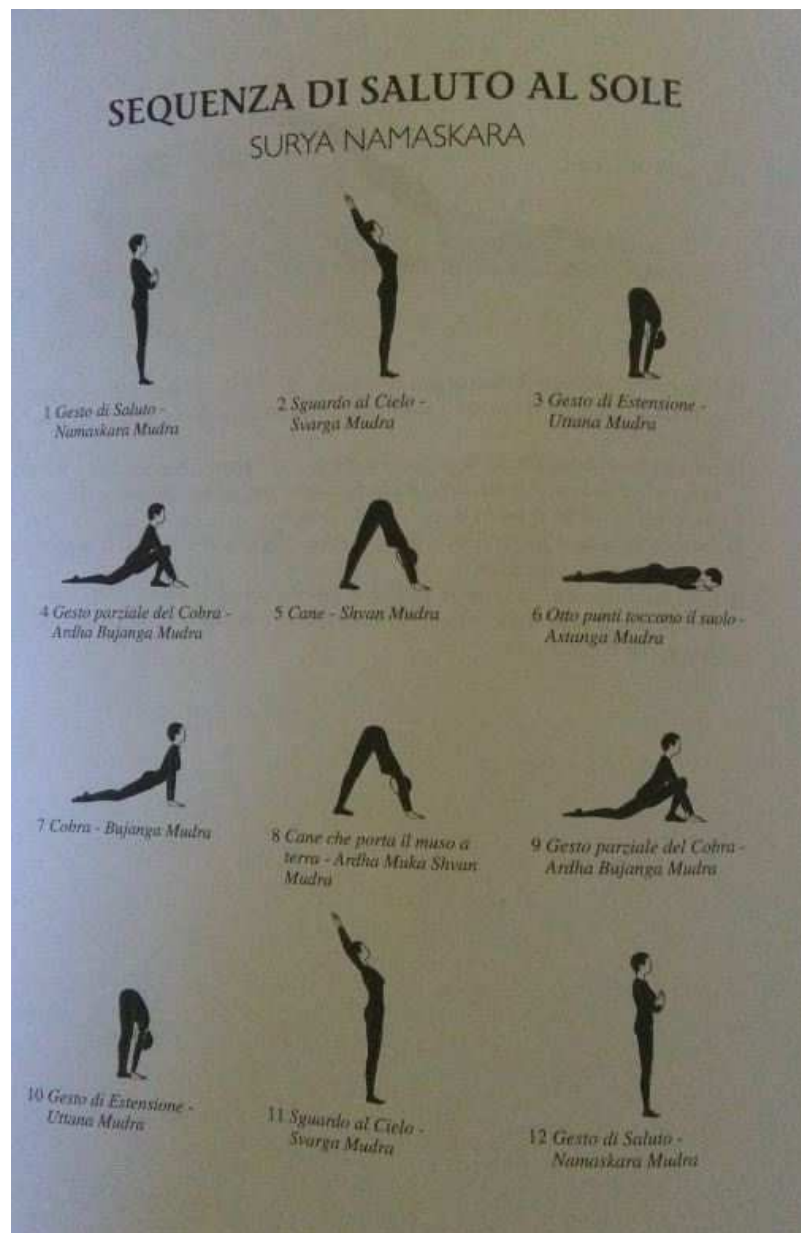 SEQUENZA DI SALUTO AL SOLE
SURYA NAMASKARA
1 Gesto di Saluto -
Namaskara Mudra
2 Sguardo al Cielo -
Svarga Mudra
3 Gesto di Estensione -
Uttana Mudra
4 Gesto parziale del Cobra -
Ardha Bujanga Mudra
5 Cane - Shvan Mudra
6 Otto punti toccano il suolo -
Astanga Mudra
7 Cobra - Bujanga Mudra
8 Cane che porta il muso a
terra - Ardha Muka Shvan
Mudra
9 Gesto parziale del Cobra -
Ardha Bujanga Mudra
10 Gesto di Estensione -
Uttana Mudra
11 Sguardo al Cielo -
Svarga Mudra
12 Gesto di Saluto -
Namaskara Mudra